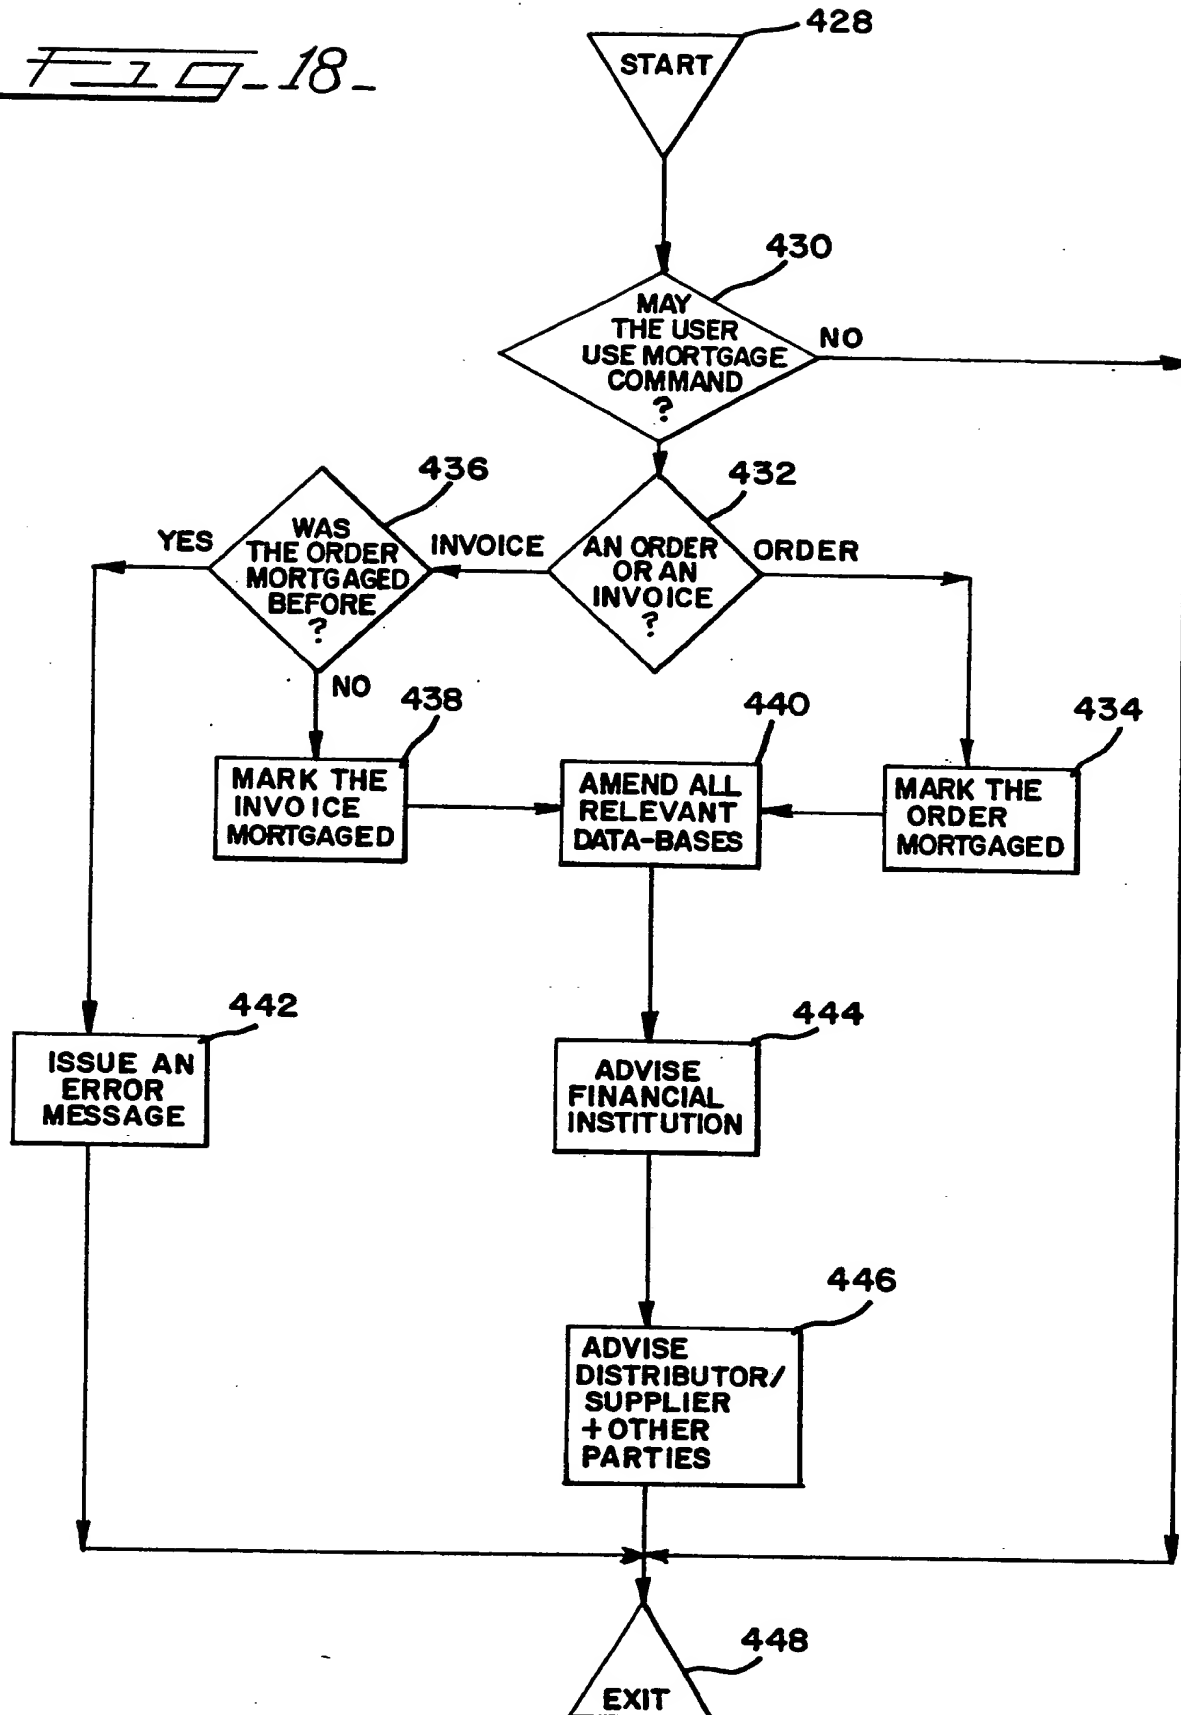 Fig-18-
428
START
430
MAY
THE USER
USE MORTGAGE
COMMAND
?
NO
436
432
YES
WAS
THE ORDER
MORTGAGED
BEFORE
?
INVOICE
AN ORDER
OR AN
INVOICE
?
ORDER
NO
438
440
434
MARK THE
INVOICE
MORTGAGED
AMEND ALL
RELEVANT
DATA-BASES
MARK THE
ORDER
MORTGAGED
442
444
ISSUE AN
ERROR
MESSAGE
ADVISE
FINANCIAL
INSTITUTION
446
ADVISE
DISTRIBUTOR/
SUPPLIER
+OTHER
PARTIES
448
EXIT